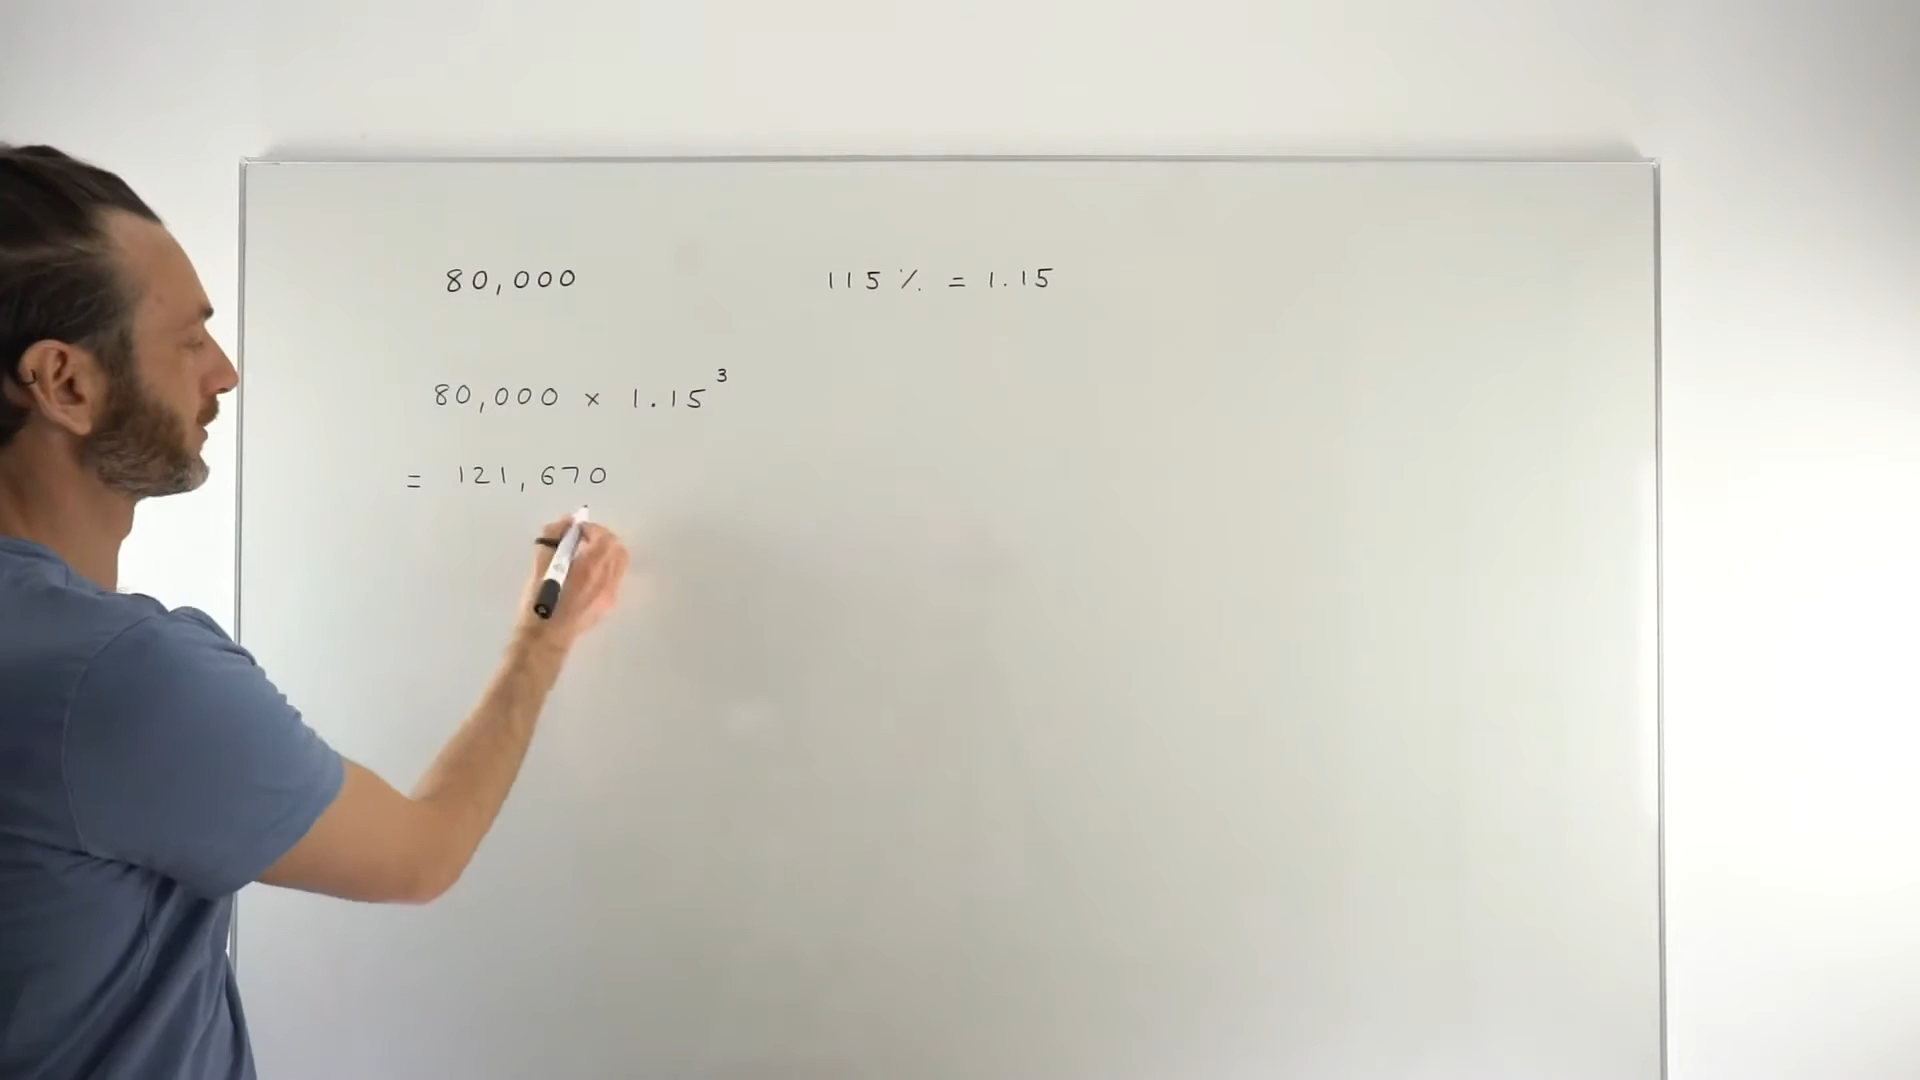 80,000 115% = 1.15
80,000 × 1.15³
= 121,670